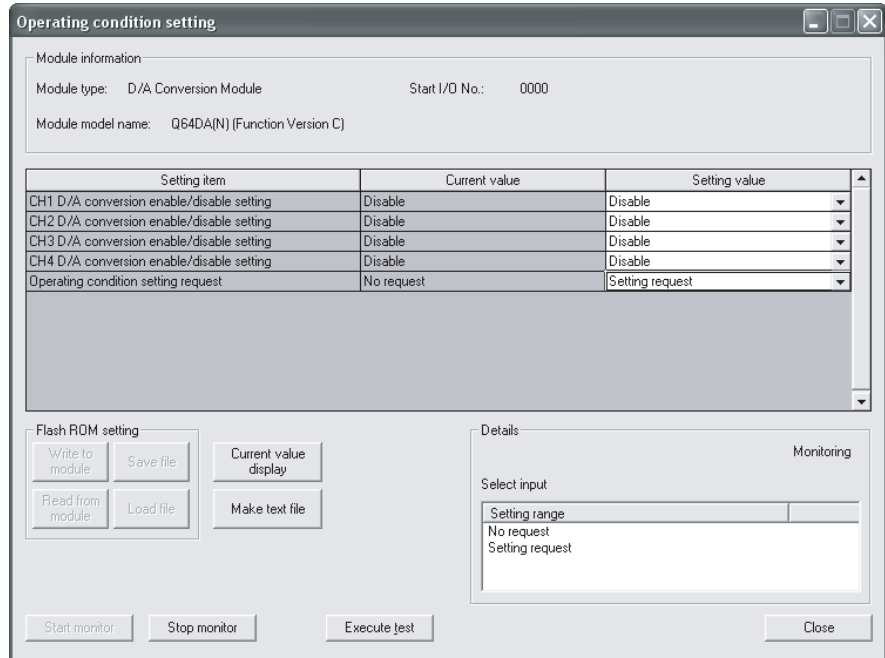 Operating condition setting
Module information
Module type: D/A Conversion Module Start I/O No.: 0000
Module model name: Q64DA(N) (Function Version C)
Setting item Current value Setting value
CH1 D/A conversion enable/disable setting Disable Disable
CH2 D/A conversion enable/disable setting Disable Disable
CH3 D/A conversion enable/disable setting Disable Disable
CH4 D/A conversion enable/disable setting Disable Disable
Operating condition setting request No request Setting request
Flash ROM setting
Write to module
Save file
Read from module
Load file
Current value display
Make text file
Details
Monitoring
Select input
Setting range
No request
Setting request
Start monitor Stop monitor Execute test Close